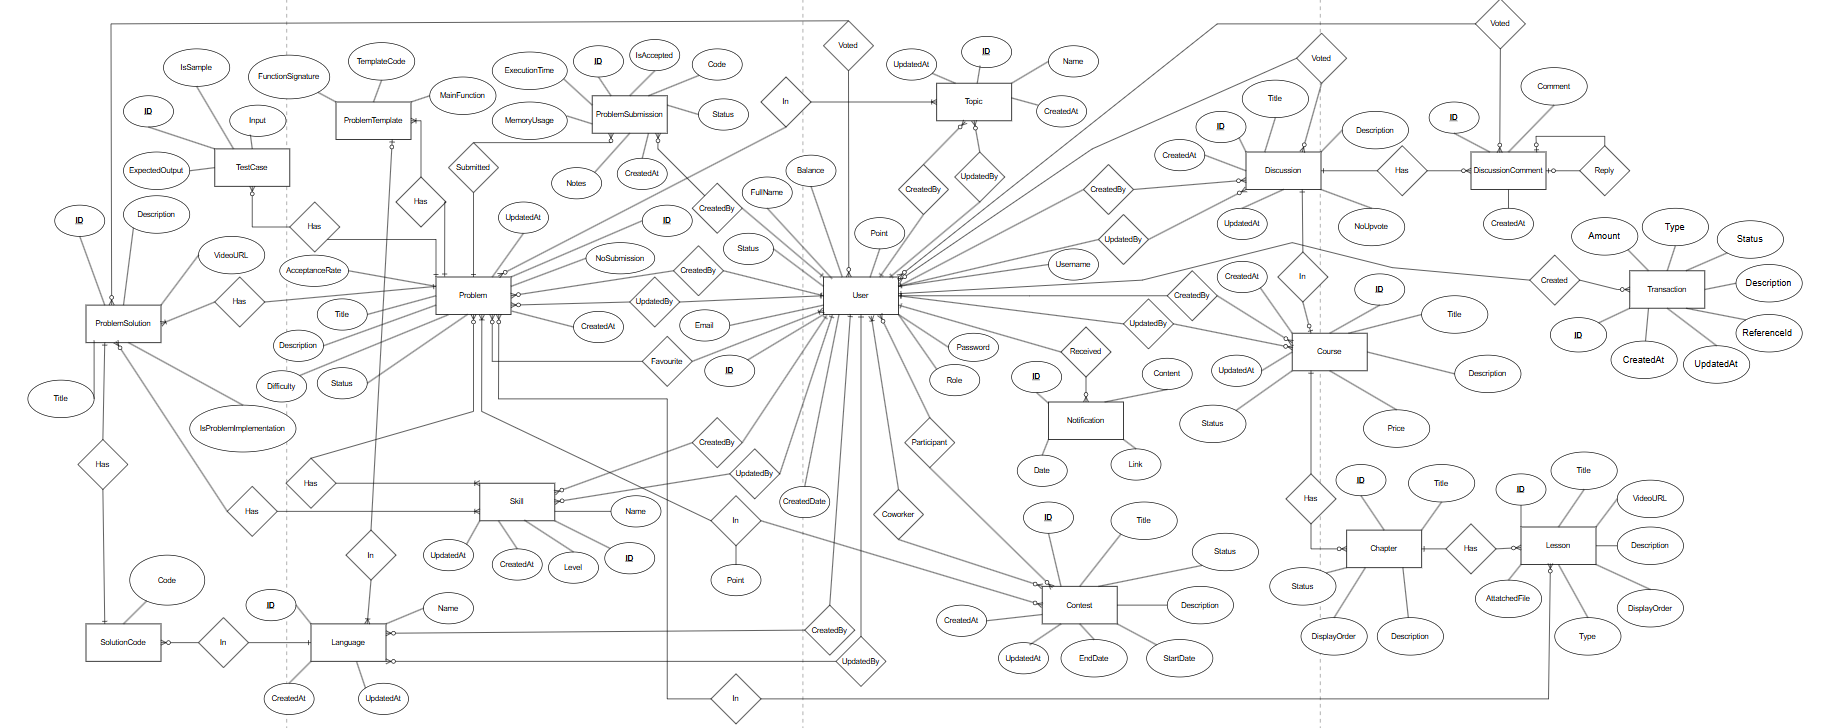 Voted
Voted
Voted
IsSample
FunctionSignature
TemplateCode
MainFunction
ProblemTemplate
ID
Input
ExpectedOutput
TestCase
Description
ID
Has
Has
VideoURL
AcceptanceRate
Has
ProblemSolution
Title
IsProblemImplementation
Has
ExecutionTime
ID
IsAccepted
Code
MemoryUsage
ProblemSubmission
Status
Submitted
Notes
CreatedAt
In
UpdatedAt
ID
Name
Topic
CreatedAt
CreatedBy
UpdatedBy
Balance
FullName
CreatedBy
Status
Point
UpdatedAt
ID
NoSubmission
CreatedBy
Problem
UpdatedBy
CreatedAt
Title
Description
Difficulty
Status
Favourite
Email
ID
User
Username
Password
Role
CreatedBy
UpdatedBy
CreatedDate
Has
Has
Skill
Name
UpdatedAt
CreatedAt
Level
ID
In
Point
In
Code
ID
Name
SolutionCode
In
Language
CreatedAt
UpdatedAt
CreatedBy
UpdatedBy
In
Title
ID
Description
CreatedAt
Discussion
UpdatedAt
NoUpvote
CreatedBy
UpdatedBy
Has
Comment
ID
DiscussionComment
Reply
CreatedAt
Amount
Type
Status
Description
Created
Transaction
ReferenceId
ID
CreatedAt
UpdatedAt
In
CreatedAt
ID
Title
CreatedBy
UpdatedBy
Course
UpdatedAt
Description
Status
Price
Received
ID
Content
Notification
Date
Link
Participant
Coworker
ID
Title
Status
Contest
Description
CreatedAt
UpdatedAt
EndDate
StartDate
Has
ID
Title
Chapter
Status
DisplayOrder
Description
Has
ID
Title
VideoURL
Lesson
Description
AttatchedFile
Type
DisplayOrder